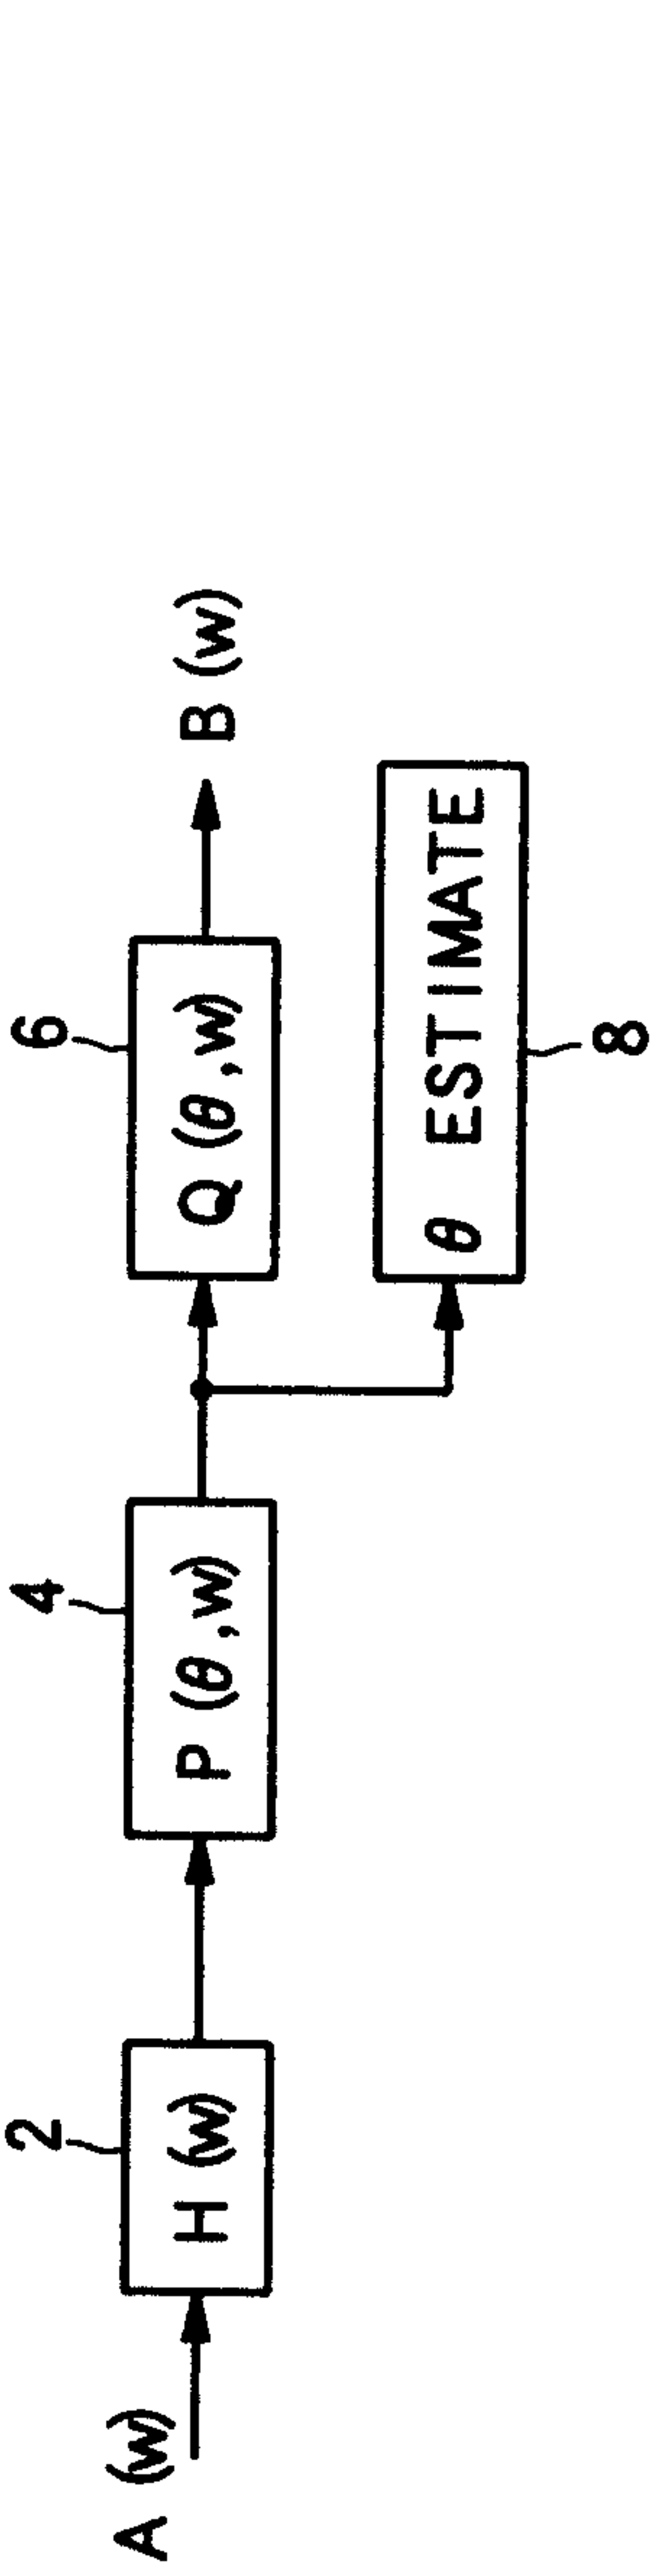 2
4
6
A (w)
H (w)
P (θ, w)
Q (θ, w)
B (w)
θ ESTIMATE
8